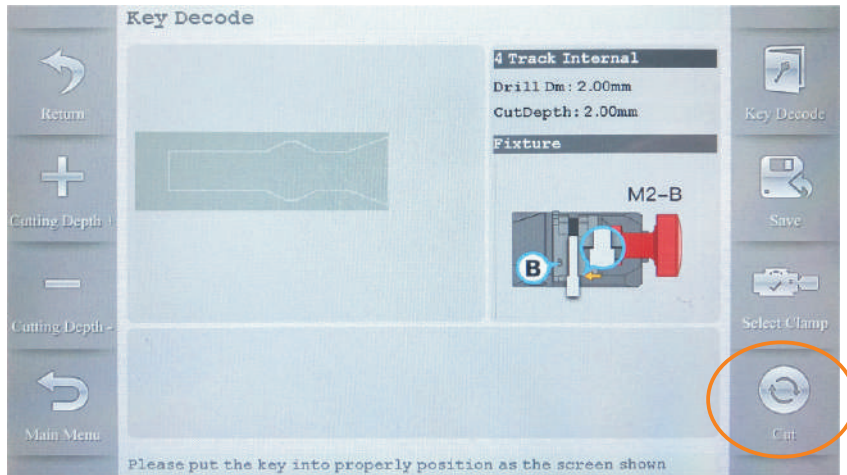 Key Decode
Return
Cutting Depth +
Cutting Depth -
Main Menu
4 Track Internal
Drill Dm: 2.00mm
CutDepth: 2.00mm
Fixture
M2-B
B
Key Decode
Save
Select Clamp
Cut
Please put the key into properly position as the screen shown